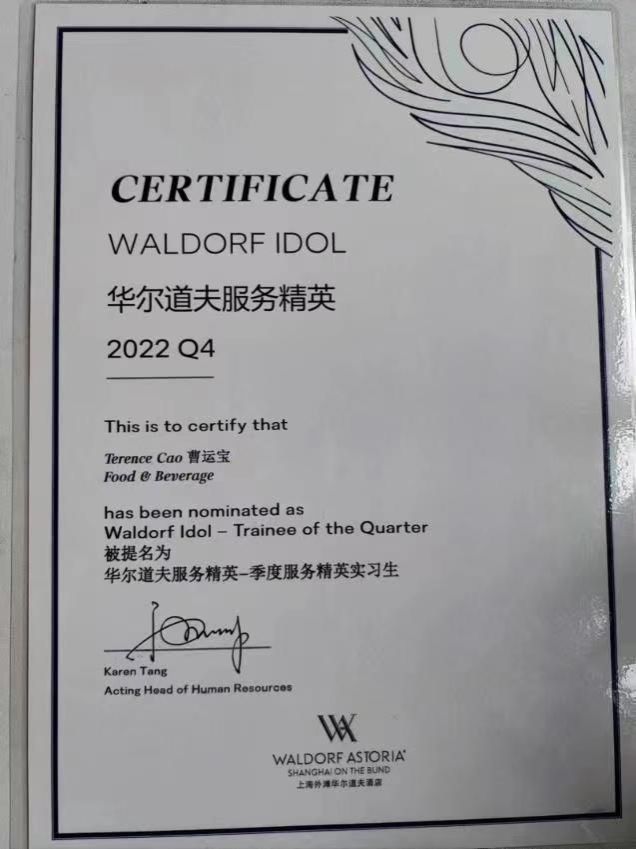 CERTIFICATE
WALDORF IDOL
华尔道夫服务精英
2022 Q4
This is to certify that
Terence Cao 曹运宝
Food & Beverage
has been nominated as
Waldorf Idol – Trainee of the Quarter
被提名为
华尔道夫服务精英–季度服务精英实习生
Karen Tang
Acting Head of Human Resources
WALDORF ASTORIA
SHANGHAI ON THE BUND
上海外滩华尔道夫酒店